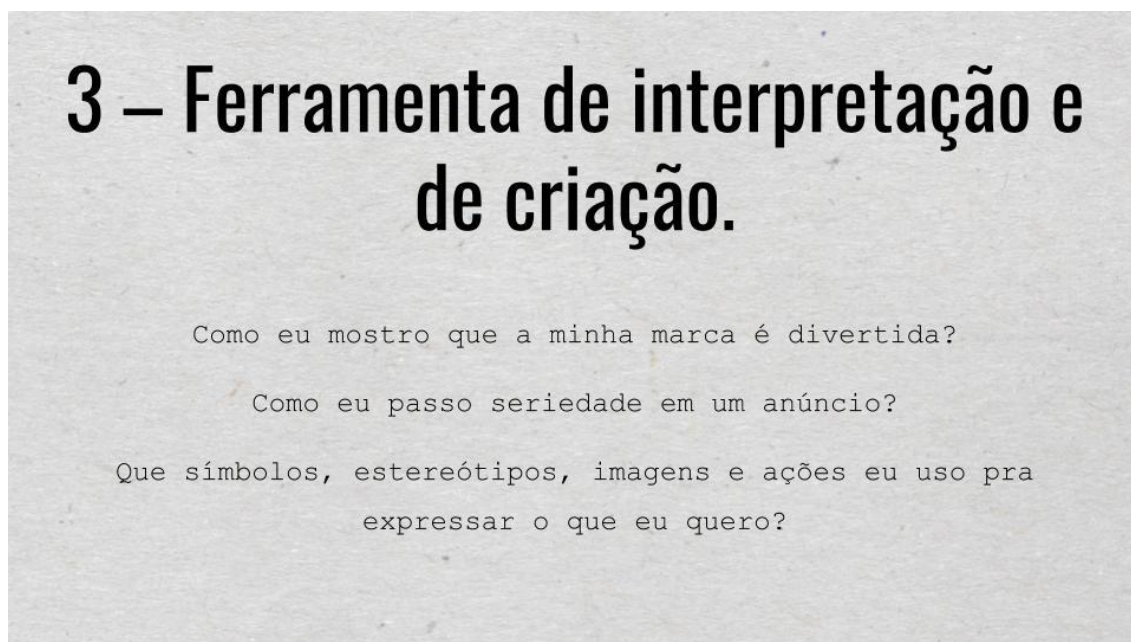 3 – Ferramenta de interpretação e
de criação.
Como eu mostro que a minha marca é divertida?
Como eu passo seriedade em um anúncio?
Que símbolos, estereótipos, imagens e ações eu uso pra
expressar o que eu quero?